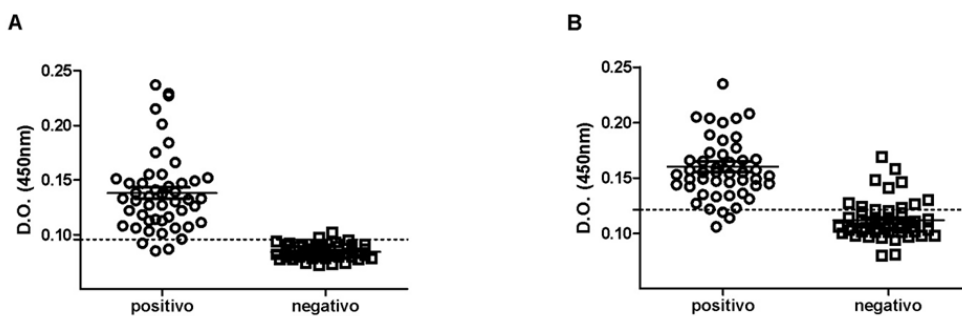 A
D.O. (450nm)
0.25
0.20
0.15
0.10
positivo
negativo
B
D.O. (450nm)
0.25
0.20
0.15
0.10
positivo
negativo